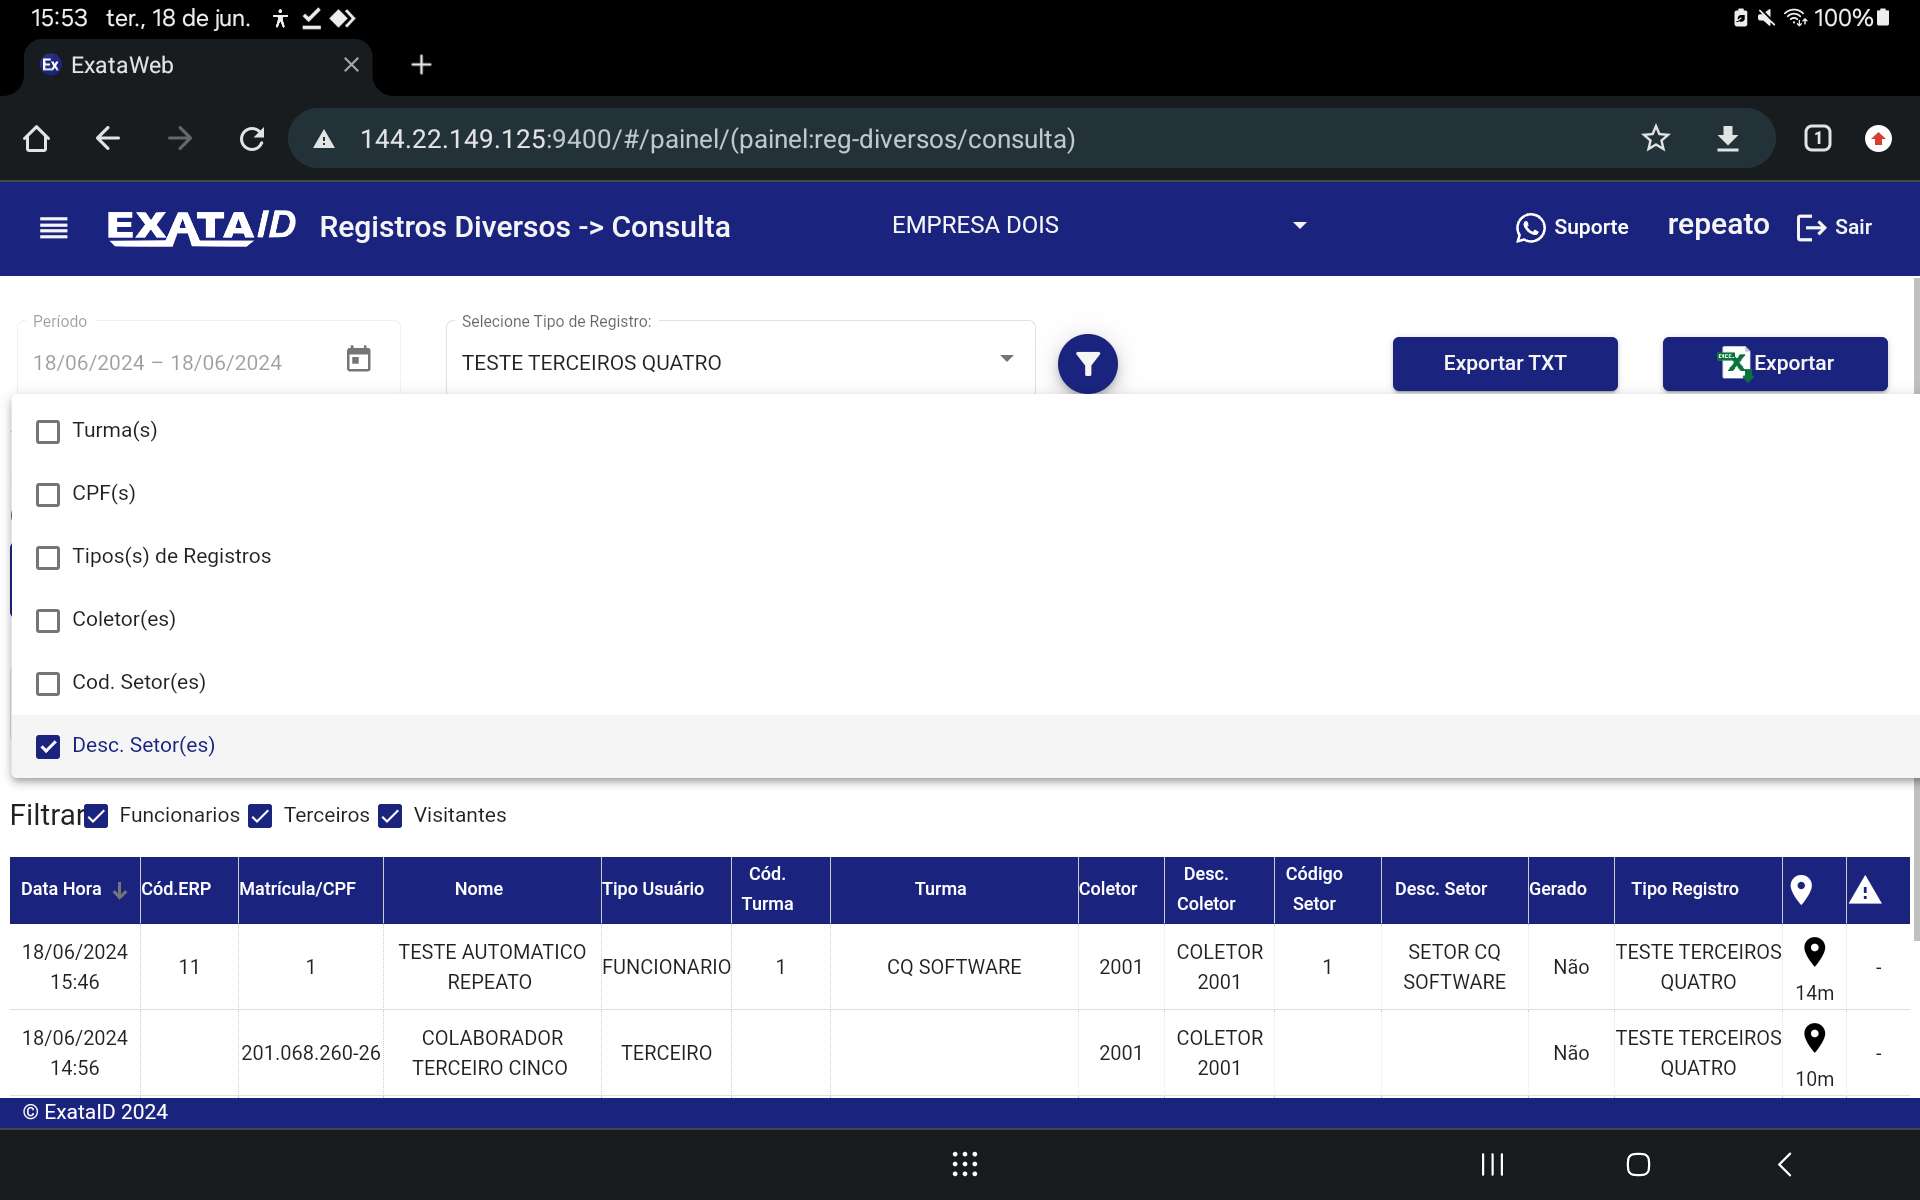 15:53 ter., 18 de jun.
100%
Ex ExataWeb
144.22.149.125:9400/#/painel/(painel:reg-diversos/consulta)
1
EXATAID Registros Diversos -> Consulta EMPRESA DOIS Suporte repeato Sair
Período
18/06/2024 – 18/06/2024
Selecione Tipo de Registro:
TESTE TERCEIROS QUATRO
Exportar TXT
Exportar
Turma(s)
CPF(s)
Tipos(s) de Registros
Coletor(es)
Cod. Setor(es)
Desc. Setor(es)
Filtrar Funcionarios Terceiros Visitantes
Data Hora Cód.ERP Matrícula/CPF Nome Tipo Usuário Cód. Turma Turma Coletor Desc. Coletor Código Setor Desc. Setor Gerado Tipo Registro
18/06/2024 15:46 11 1 TESTE AUTOMATICO REPEATO FUNCIONARIO 1 CQ SOFTWARE 2001 COLETOR 2001 1 SETOR CQ SOFTWARE Não TESTE TERCEIROS QUATRO 14m -
18/06/2024 14:56 201.068.260-26 COLABORADOR TERCEIRO CINCO TERCEIRO 2001 COLETOR 2001 Não TESTE TERCEIROS QUATRO 10m -
© ExataID 2024